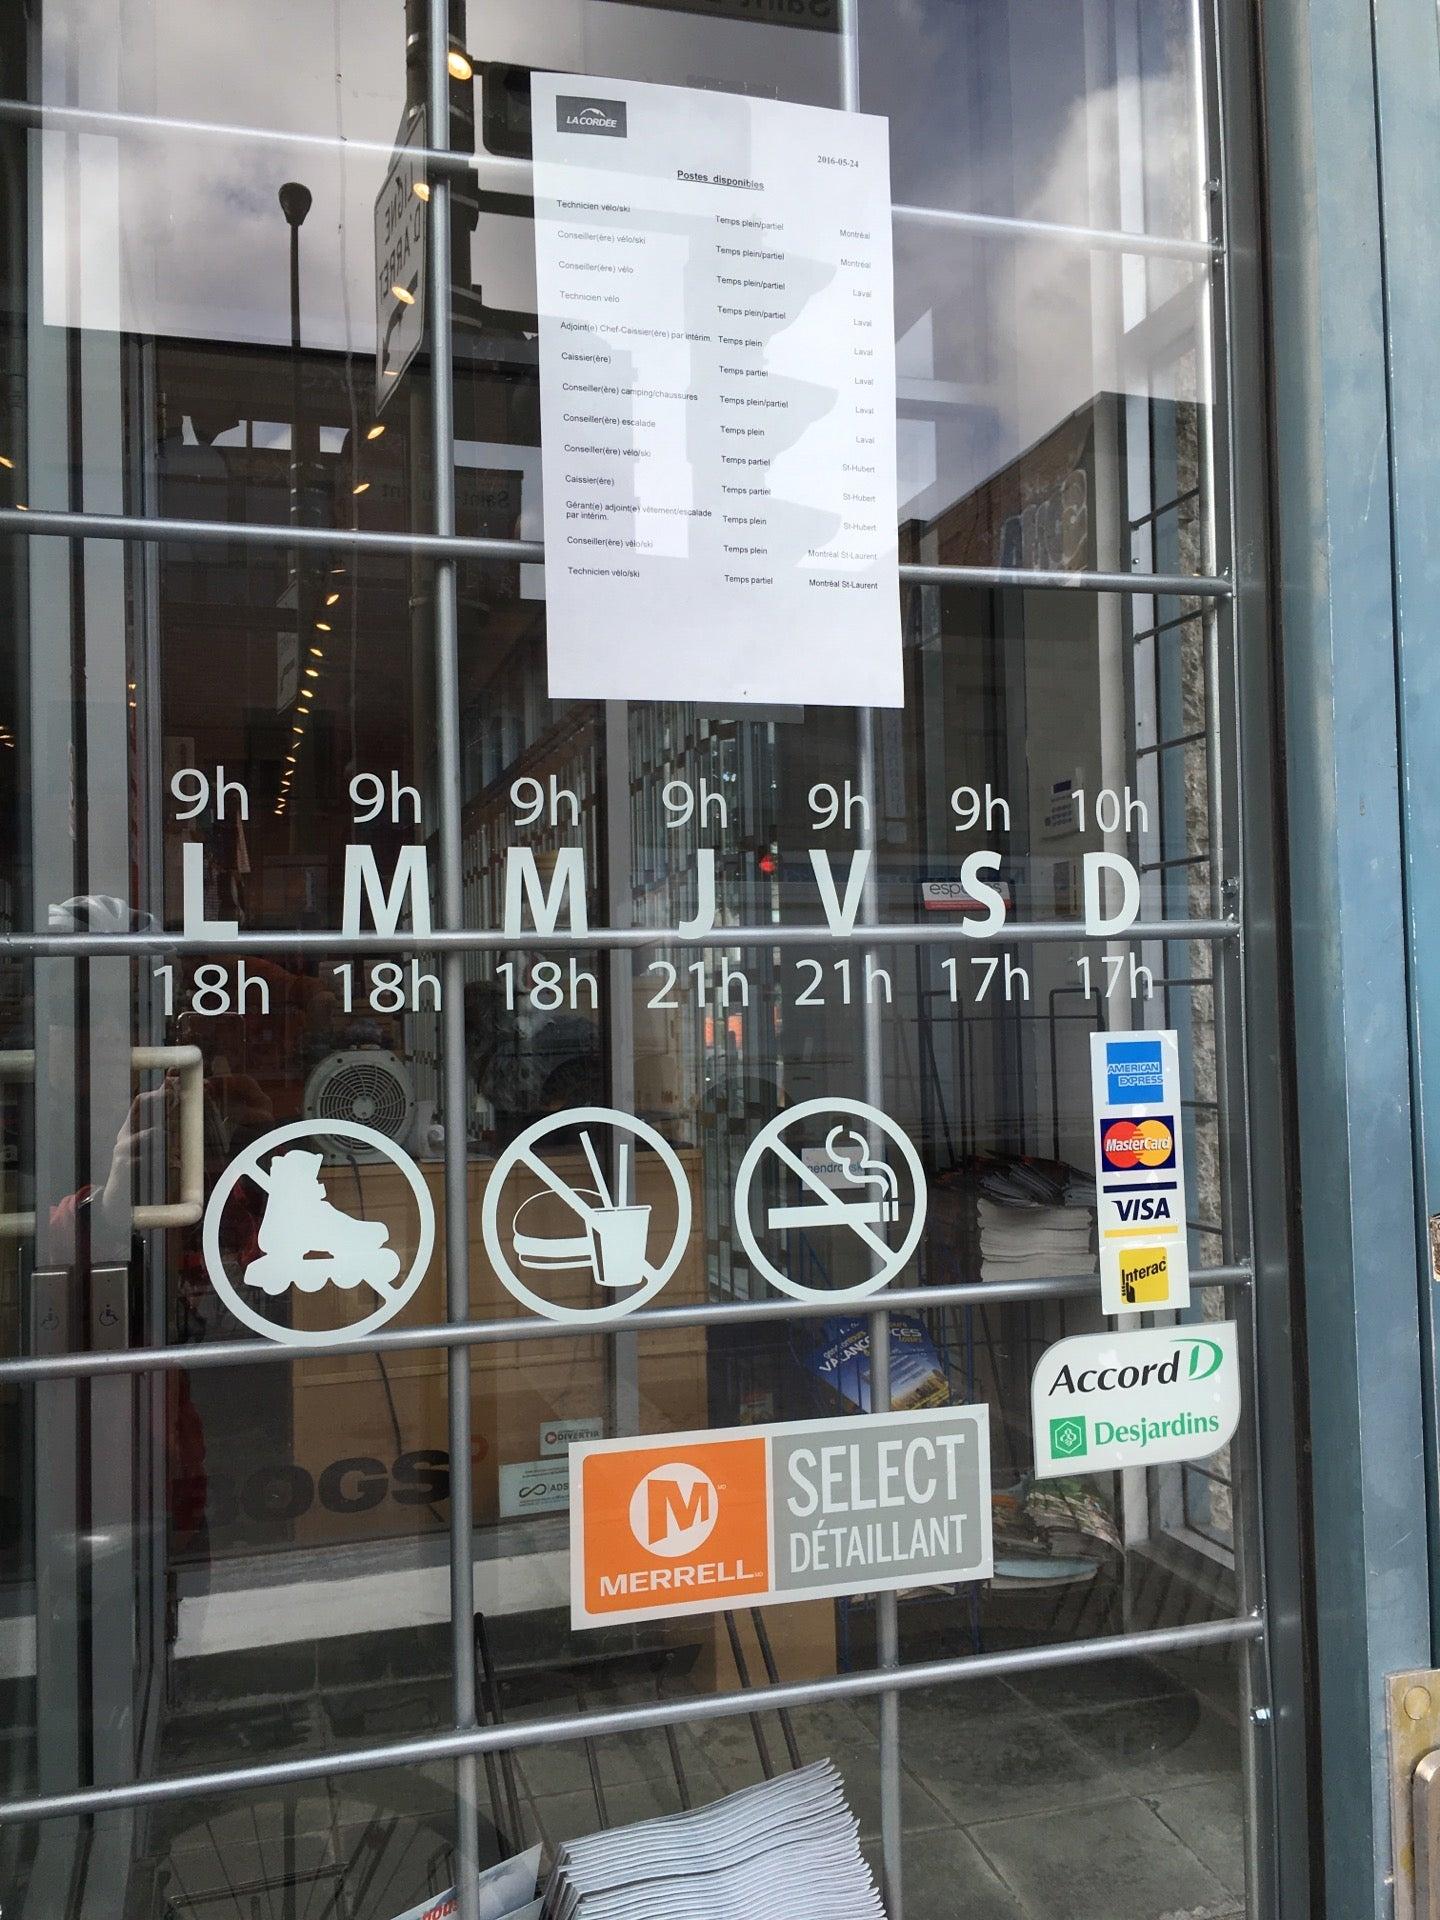 LA CORDÉE
2016-05-24
Postes disponibles
Technicien vélo/ski Temps plein/partiel Montréal
Conseiller(ère) vélo/ski Temps plein/partiel Montréal
Conseiller(ère) vélo Temps plein/partiel Laval
Technicien vélo Temps plein/partiel Laval
Adjoint(e) Chef-Caissier(ère) par intérim. Temps plein Laval
Caissier(ère) Temps partiel Laval
Conseiller(ère) camping/chaussures Temps plein/partiel Laval
Conseiller(ère) escalade Temps plein Laval
Conseiller(ère) vélo/ski Temps partiel St-Hubert
Caissier(ère) Temps partiel St-Hubert
Gérant(e) adjoint(e) vêtement/escalade
par intérim. Temps plein St-Hubert
Conseiller(ère) vélo/ski Temps plein Montréal St-Laurent
Technicien vélo/ski Temps partiel Montréal St-Laurent
9h 9h 9h 9h 9h 9h 10h
L M M J V S D
18h 18h 18h 21h 21h 17h 17h
AMERICAN
EXPRESS
MasterCard
VISA
Interac
Accord D
Desjardins
BOGS
DIVERTIR
MERRELL
SELECT
DÉTAILLANT